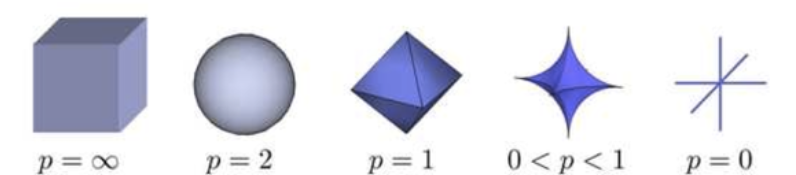 p = ∞ p = 2 p = 1 0 < p < 1 p = 0